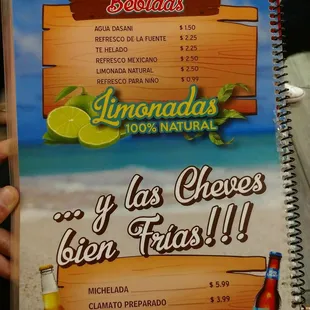 Bebidas
AGUA DASANI $ 1.50
REFRESCO DE LA FUENTE $ 2.25
TE HELADO $ 2.25
REFRESCO MEXICANO $ 2.50
LIMONADA NATURAL $ 2.50
REFRESCO PARA NIÑO $ 0.99
Limonadas
100% NATURAL
... y las Cheves
bien Frías!!!
MICHELADA $ 5.99
CLAMATO PREPARADO $ 3.99